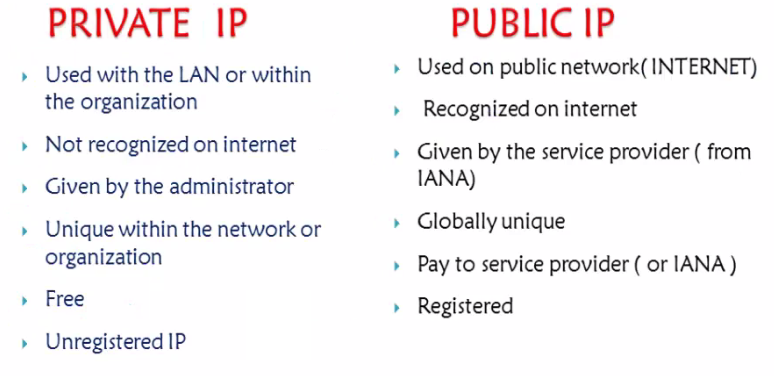 PRIVATE IP
Used with the LAN or within
the organization
Not recognized on internet
Given by the administrator
Unique within the network or
organization
Free
Unregistered IP
PUBLIC IP
Used on public network( INTERNET)
Recognized on internet
Given by the service provider ( from
IANA)
Globally unique
Pay to service provider ( or IANA )
Registered